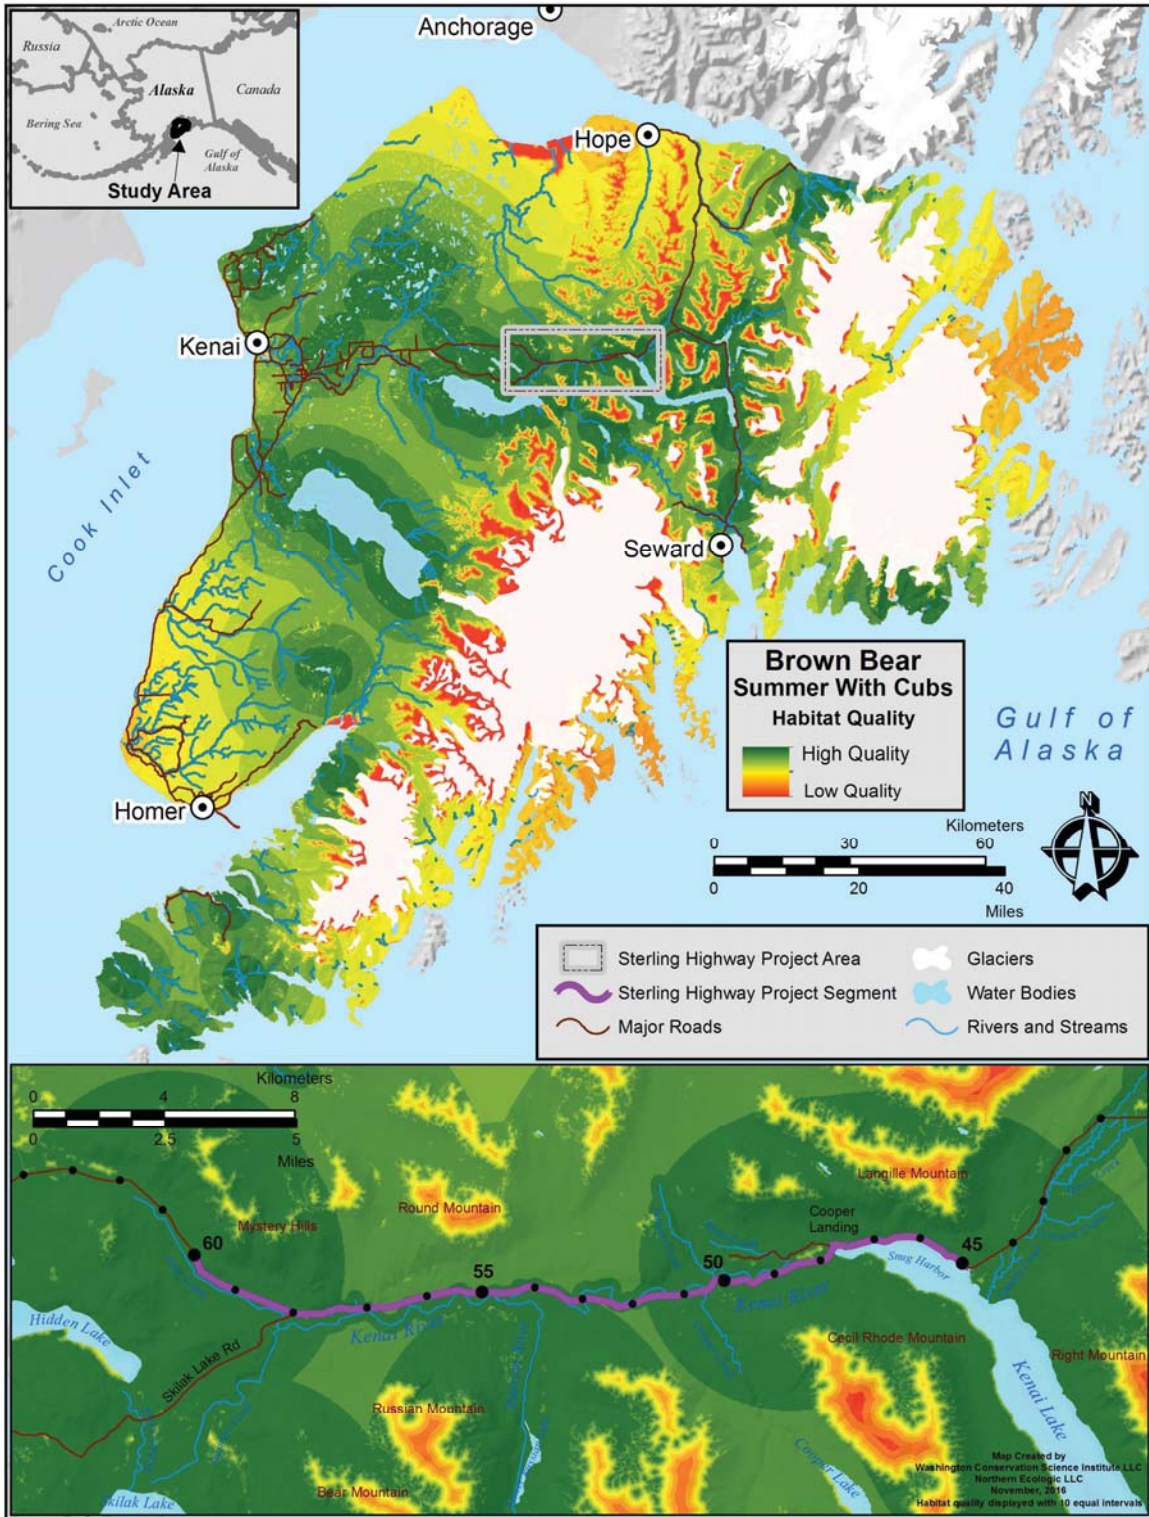 Arctic Ocean
Russia
Alaska
Canada
Bering Sea
Gulf of
Alaska
Study Area
Anchorage
Hope
Kenai
Cook Inlet
Seward
Homer
Brown Bear
Summer With Cubs
Habitat Quality
High Quality
Low Quality
Gulf of
Alaska
N
Kilometers
0 30 60
0 20 40
Miles
Sterling Highway Project Area
Glaciers
Sterling Highway Project Segment
Water Bodies
Major Roads
Rivers and Streams
Kilometers
0 4 8
0 2.5 5
Miles
Langille Mountain
Round Mountain
Mystery Hills
Cooper
Landing
60
55
50
45
Snug Harbor
Kenai River
Kenai River
Hidden Lake
Skilak Lake Rd
Cecil Rhode Mountain
Right Mountain
Kenai Lake
Russian Mountain
Bear Mountain
Skilak Lake
Cooper Lake
Map Created by
Washington Conservation Science Institute LLC
Northern Ecologic LLC
November, 2016
Habitat quality displayed with 10 equal intervals